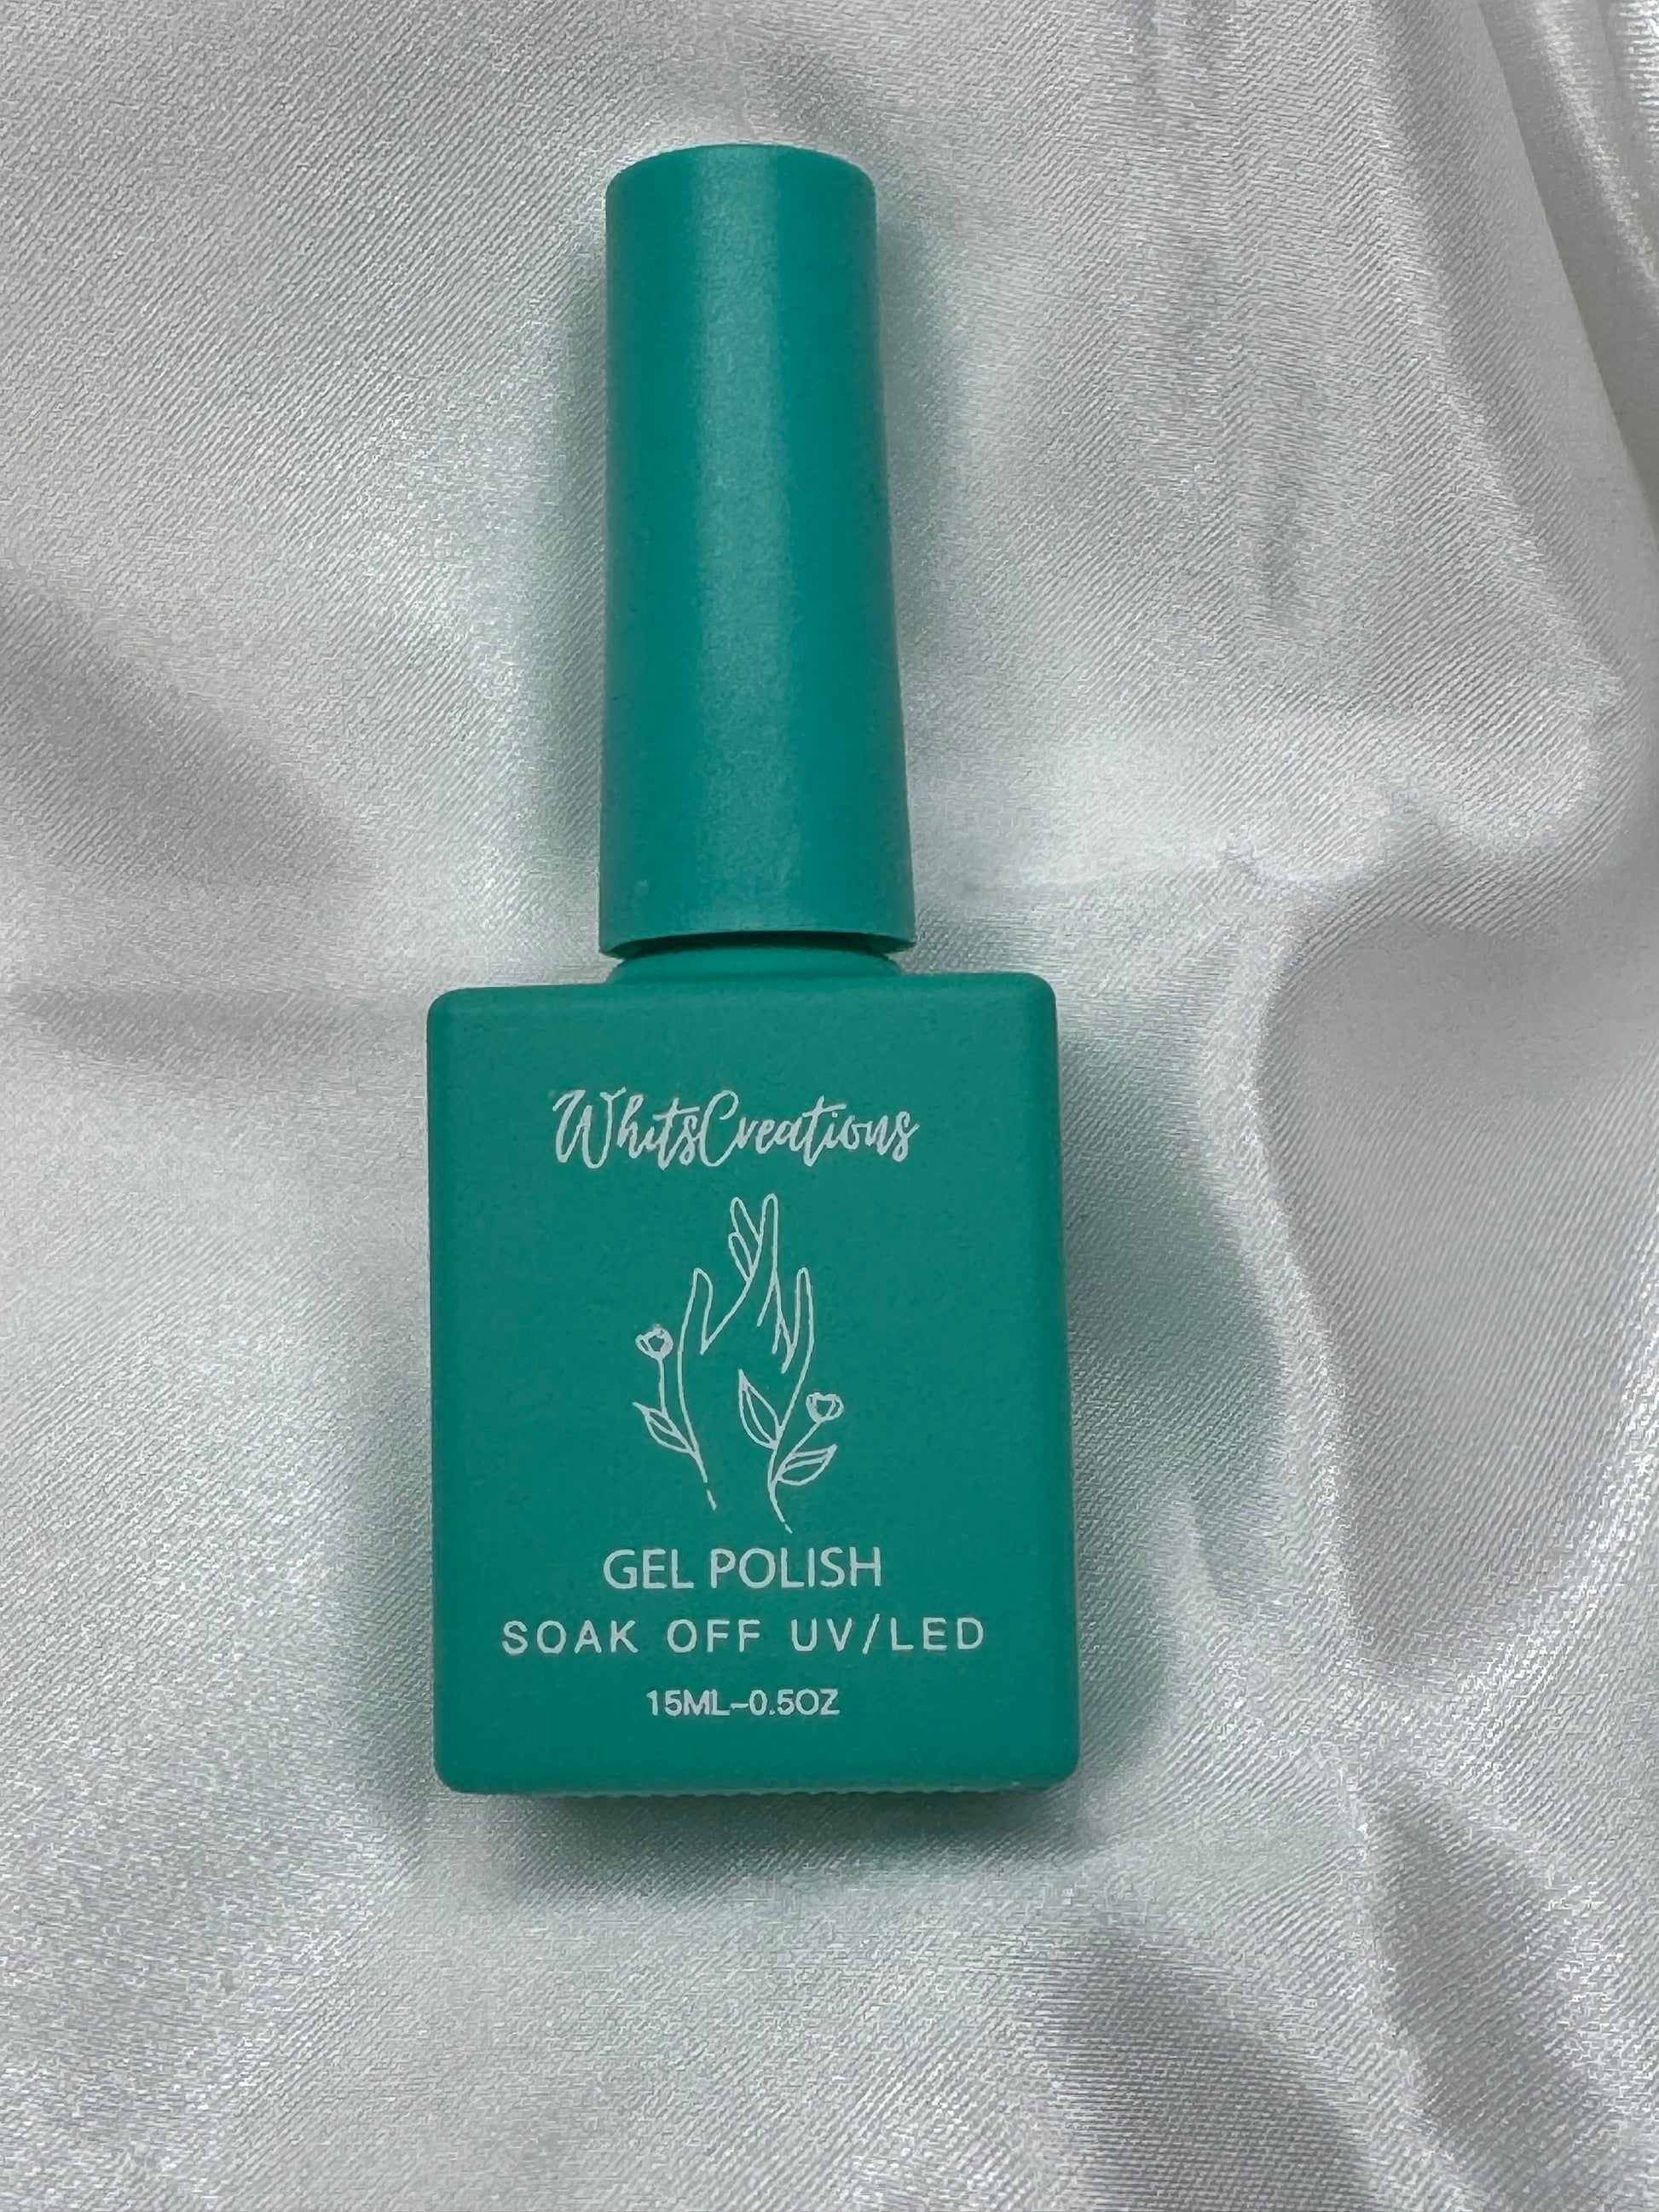 WhitsCreations
GEL POLISH
SOAK OFF UV/LED
15ML-0.5OZ